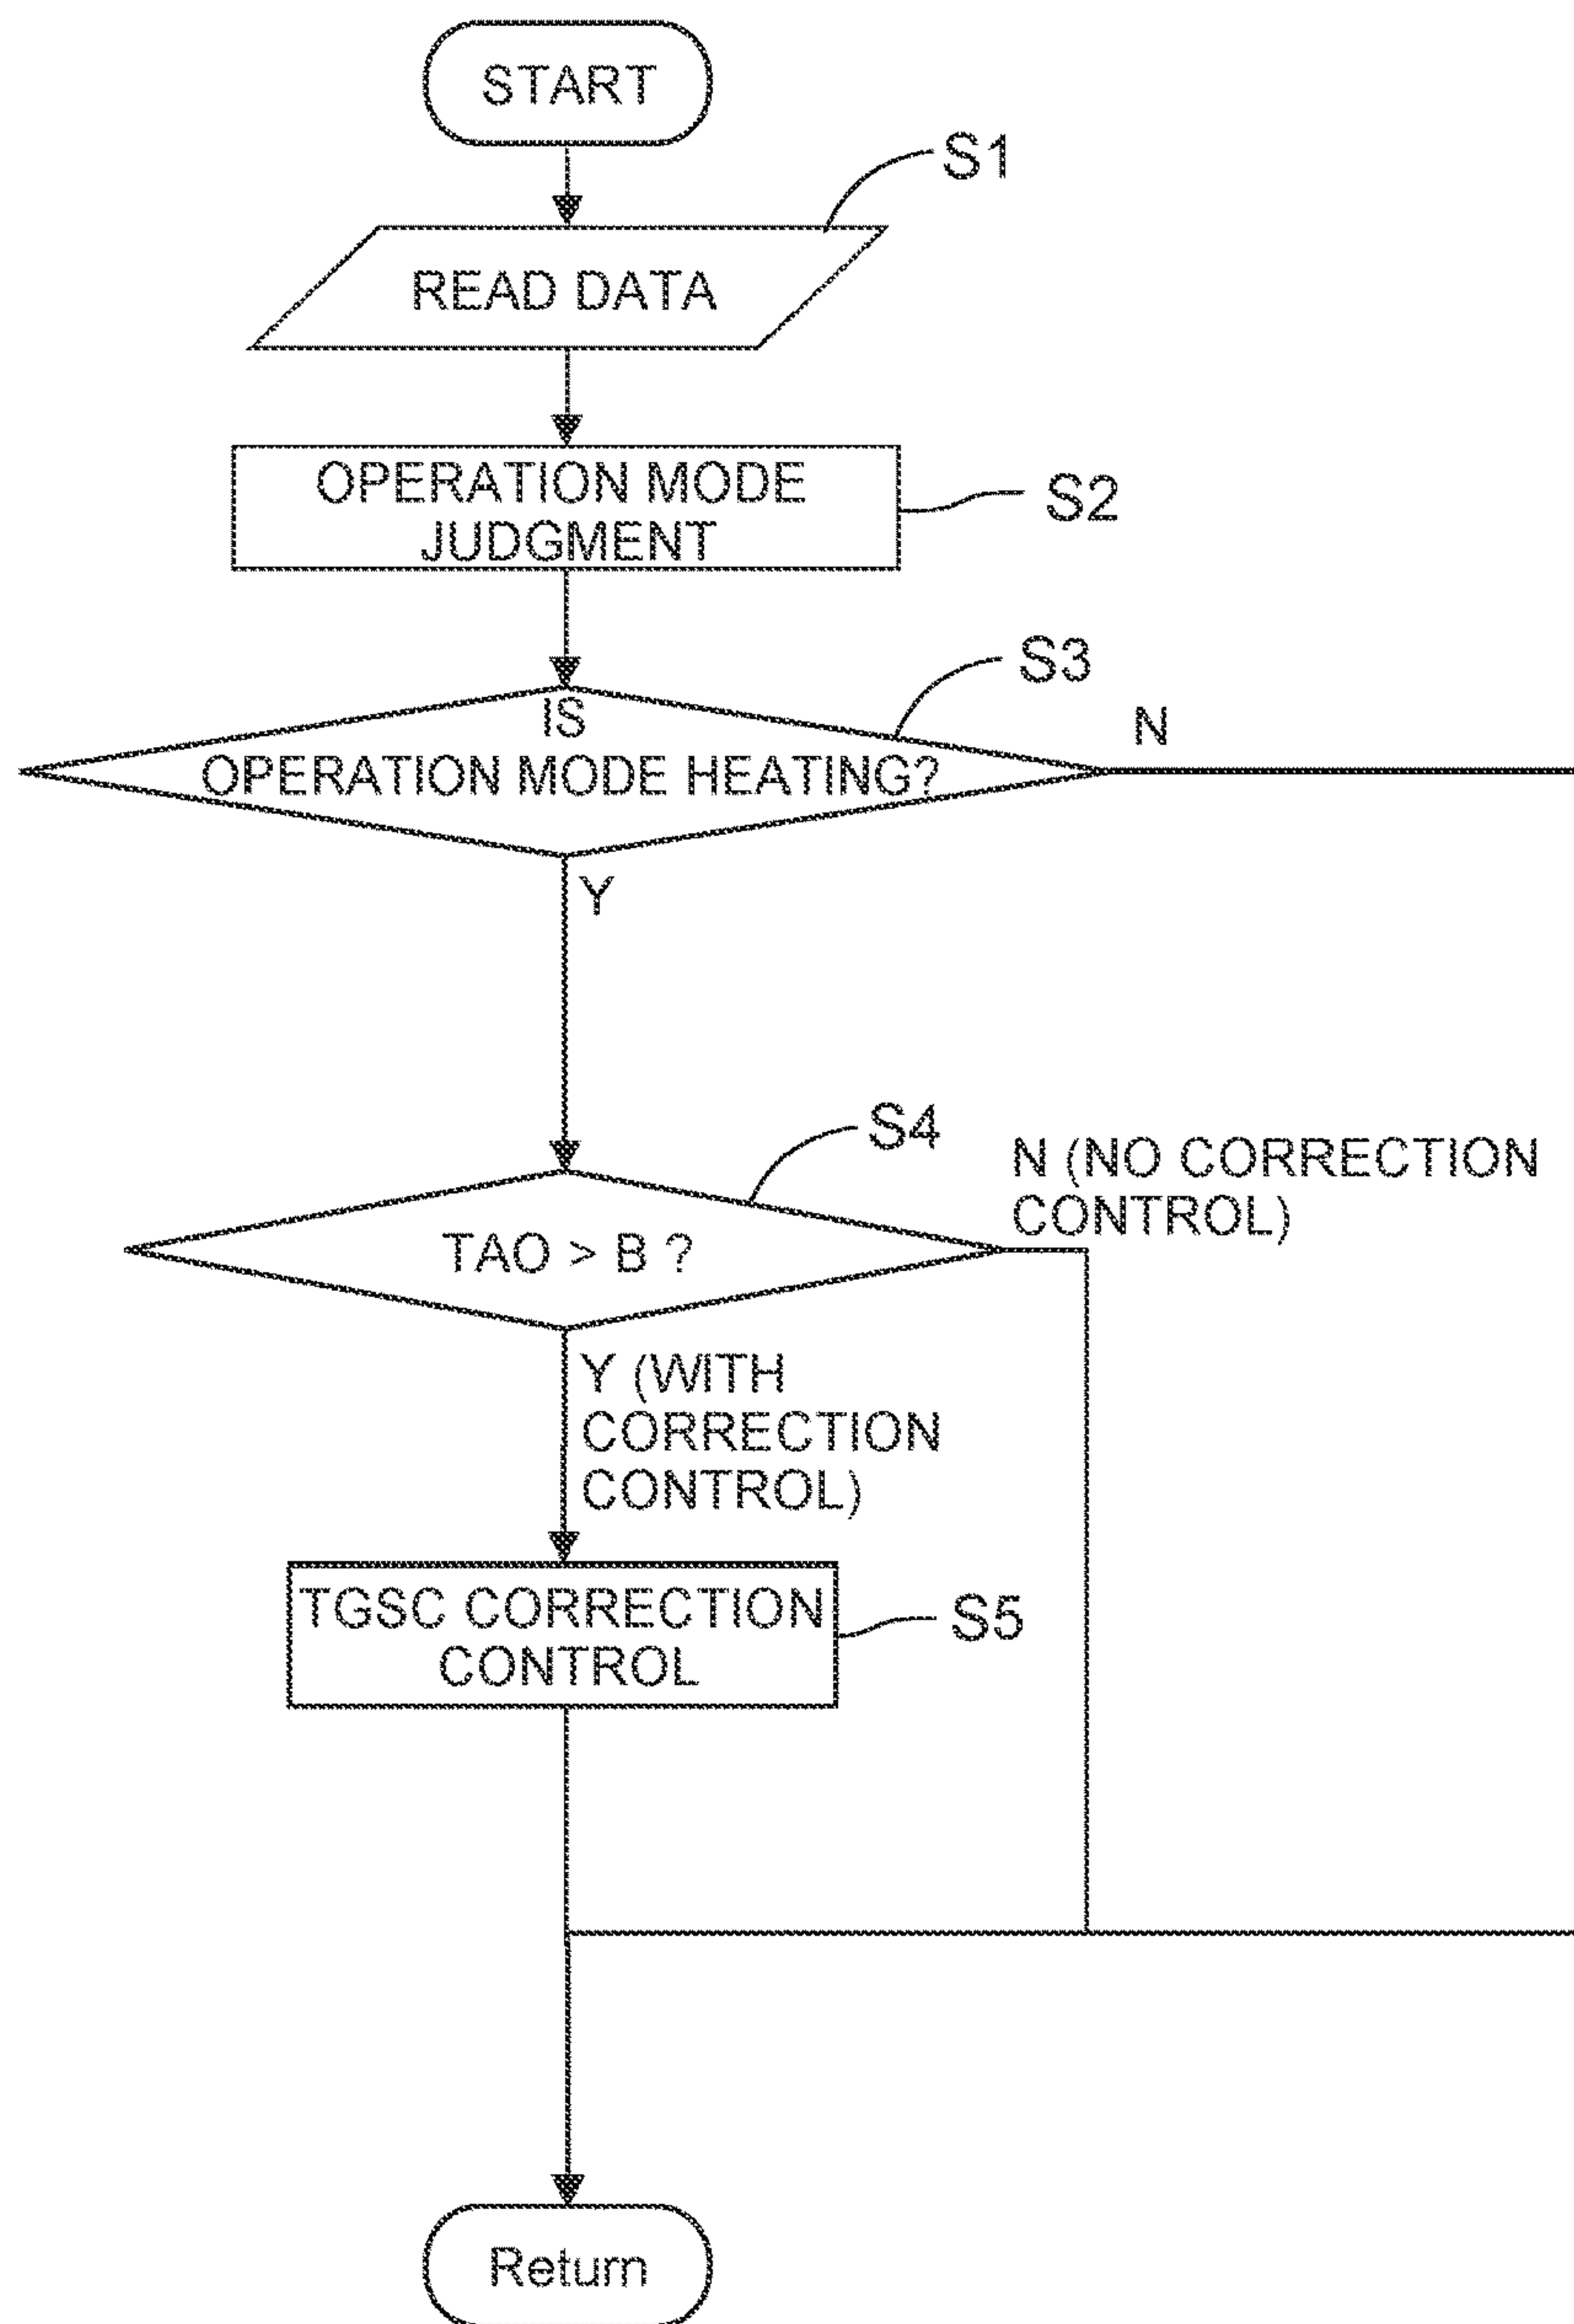 START
S1
READ DATA
OPERATION MODE
JUDGMENT
S2
S3
IS
OPERATION MODE HEATING?
N
Y
S4
N (NO CORRECTION
CONTROL)
TAO > B ?
Y (WITH
CORRECTION
CONTROL)
TGSC CORRECTION
CONTROL
S5
Return